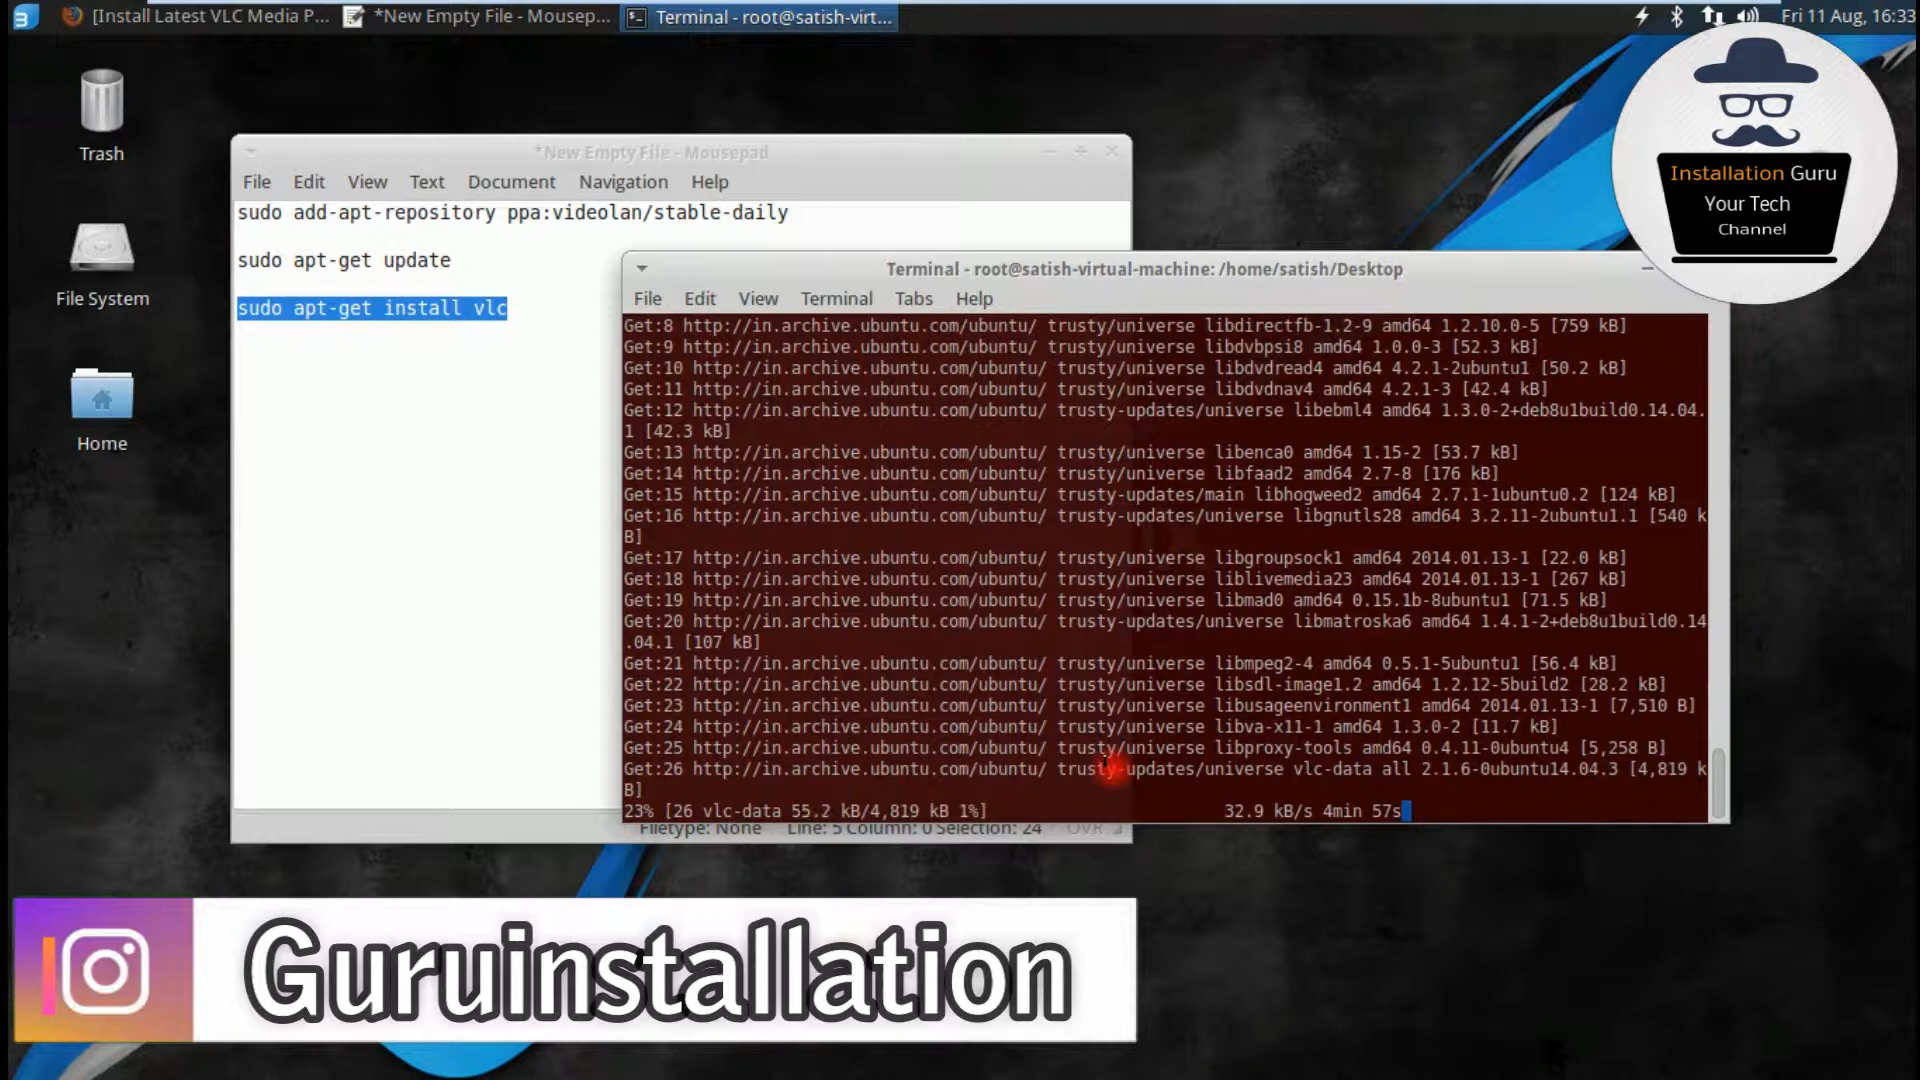 [Install Latest VLC Media P...
*New Empty File - Mousep...
Terminal - root@satish-virt...
Fri 11 Aug, 16:33
Trash
File System
Home
*New Empty File - Mousepad
File Edit View Text Document Navigation Help
sudo add-apt-repository ppa:videolan/stable-daily
sudo apt-get update
sudo apt-get install vlc
Filetype: None Line: 5 Column: 0 Selection: 24 OVR
Terminal - root@satish-virtual-machine: /home/satish/Desktop
File Edit View Terminal Tabs Help
Get:8 http://in.archive.ubuntu.com/ubuntu/ trusty/universe libdirectfb-1.2-9 amd64 1.2.10.0-5 [759 kB]
Get:9 http://in.archive.ubuntu.com/ubuntu/ trusty/universe libdvbpsi8 amd64 1.0.0-3 [52.3 kB]
Get:10 http://in.archive.ubuntu.com/ubuntu/ trusty/universe libdvdread4 amd64 4.2.1-2ubuntu1 [50.2 kB]
Get:11 http://in.archive.ubuntu.com/ubuntu/ trusty/universe libdvdnav4 amd64 4.2.1-3 [42.4 kB]
Get:12 http://in.archive.ubuntu.com/ubuntu/ trusty-updates/universe libebml4 amd64 1.3.0-2+deb8u1build0.14.04.
1 [42.3 kB]
Get:13 http://in.archive.ubuntu.com/ubuntu/ trusty/universe libenca0 amd64 1.15-2 [53.7 kB]
Get:14 http://in.archive.ubuntu.com/ubuntu/ trusty/universe libfaad2 amd64 2.7-8 [176 kB]
Get:15 http://in.archive.ubuntu.com/ubuntu/ trusty-updates/main libhogweed2 amd64 2.7.1-1ubuntu0.2 [124 kB]
Get:16 http://in.archive.ubuntu.com/ubuntu/ trusty-updates/universe libgnutls28 amd64 3.2.11-2ubuntu1.1 [540 k
B]
Get:17 http://in.archive.ubuntu.com/ubuntu/ trusty/universe libgroupsock1 amd64 2014.01.13-1 [22.0 kB]
Get:18 http://in.archive.ubuntu.com/ubuntu/ trusty/universe liblivemedia23 amd64 2014.01.13-1 [267 kB]
Get:19 http://in.archive.ubuntu.com/ubuntu/ trusty/universe libmad0 amd64 0.15.1b-8ubuntu1 [71.5 kB]
Get:20 http://in.archive.ubuntu.com/ubuntu/ trusty-updates/universe libmatroska6 amd64 1.4.1-2+deb8u1build0.14
.04.1 [107 kB]
Get:21 http://in.archive.ubuntu.com/ubuntu/ trusty/universe libmpeg2-4 amd64 0.5.1-5ubuntu1 [56.4 kB]
Get:22 http://in.archive.ubuntu.com/ubuntu/ trusty/universe libsdl-image1.2 amd64 1.2.12-5build2 [28.2 kB]
Get:23 http://in.archive.ubuntu.com/ubuntu/ trusty/universe libusageenvironment1 amd64 2014.01.13-1 [7,510 B]
Get:24 http://in.archive.ubuntu.com/ubuntu/ trusty/universe libva-x11-1 amd64 1.3.0-2 [11.7 kB]
Get:25 http://in.archive.ubuntu.com/ubuntu/ trusty/universe libproxy-tools amd64 0.4.11-0ubuntu4 [5,258 B]
Get:26 http://in.archive.ubuntu.com/ubuntu/ trusty-updates/universe vlc-data all 2.1.6-0ubuntu14.04.3 [4,819 k
B]
23% [26 vlc-data 55.2 kB/4,819 kB 1%] 32.9 kB/s 4min 57s
Installation Guru
Your Tech
Channel
Guruinstallation